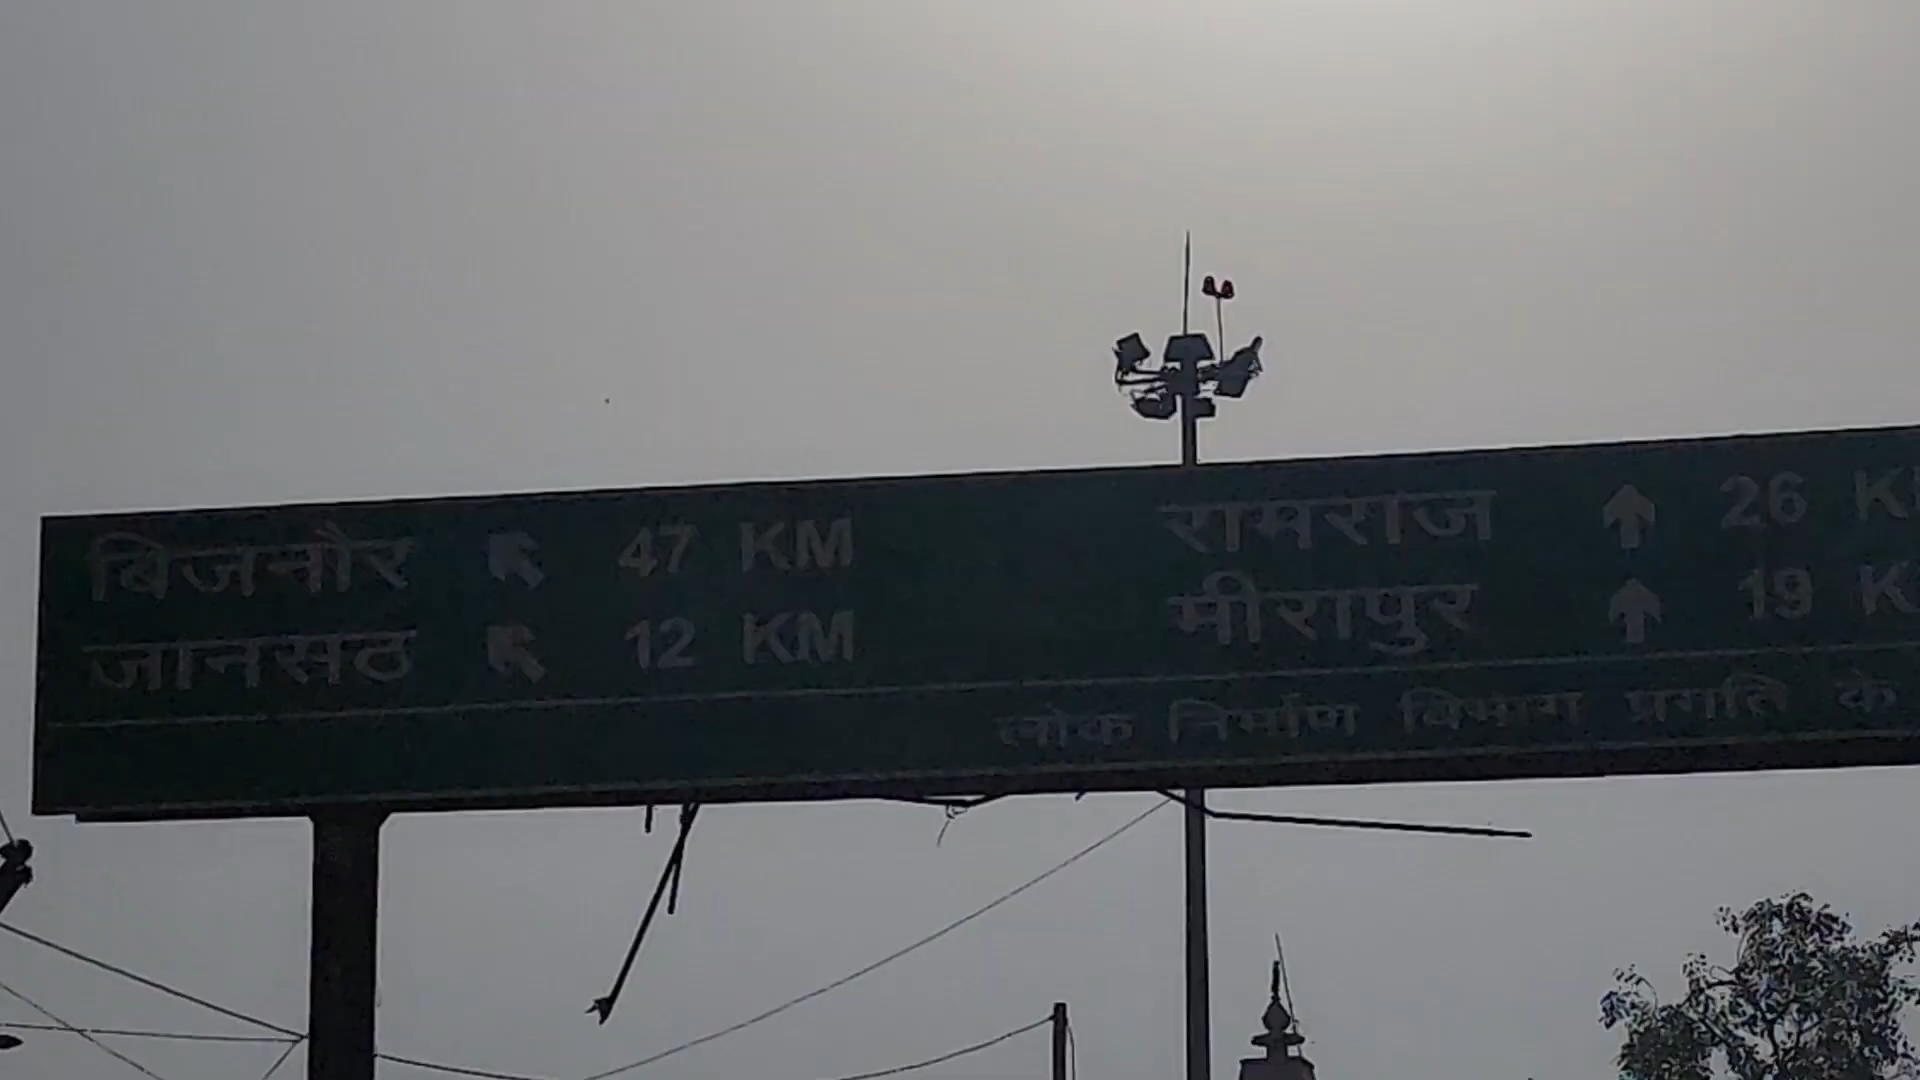 बिजनौर ↖ 47 KM रामराज ↑ 26 K
जानसठ ↖ 12 KM मीरापुर ↑ 19 K
लोक निर्माण विभाग प्रगति के